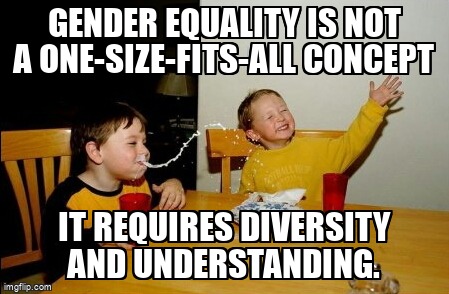 GENDER EQUALITY IS NOT
A ONE-SIZE-FITS-ALL CONCEPT
IT REQUIRES DIVERSITY
AND UNDERSTANDING.
imgflip.com